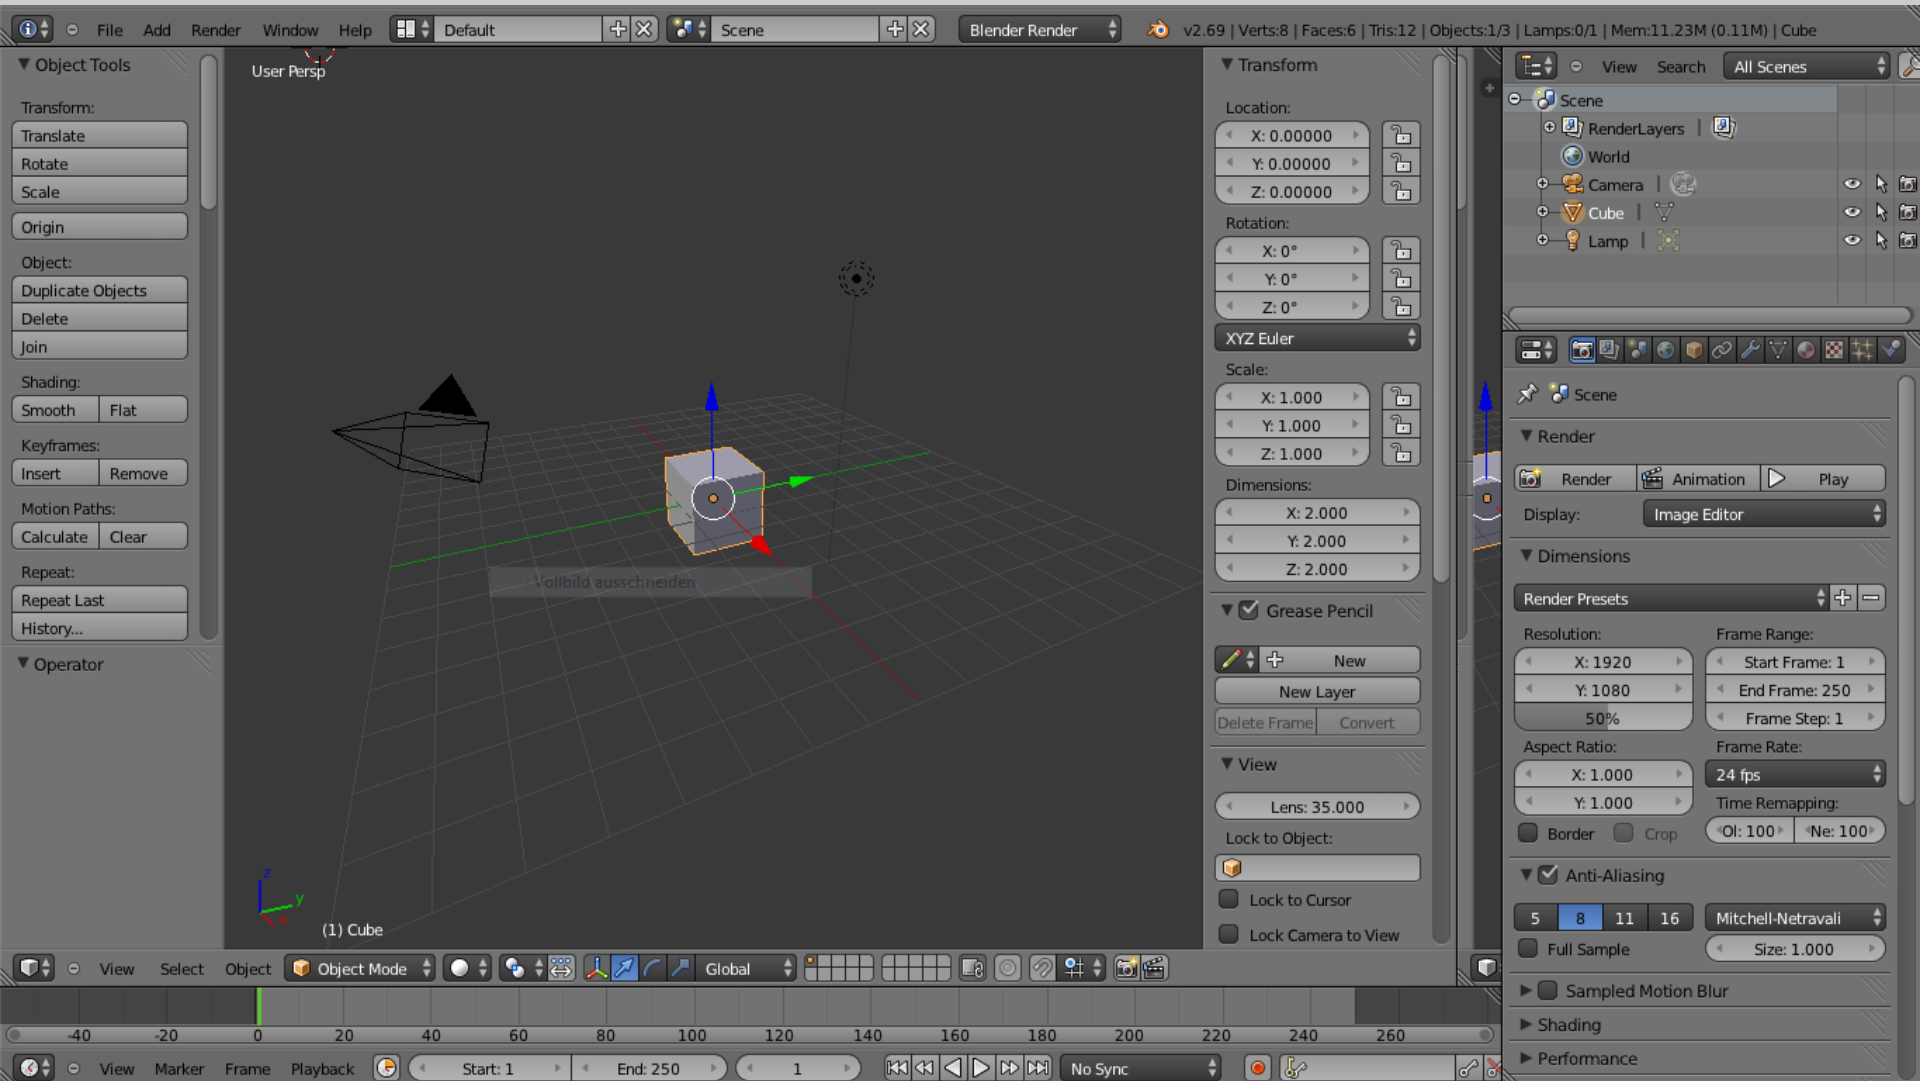 File Add Render Window Help Default Scene Blender Render v2.69 | Verts:8 | Faces:6 | Tris:12 | Objects:1/3 | Lamps:0/1 | Mem:11.23M (0.11M) | Cube
Object Tools
Transform:
Translate
Rotate
Scale
Origin
Object:
Duplicate Objects
Delete
Join
Shading:
Smooth Flat
Keyframes:
Insert Remove
Motion Paths:
Calculate Clear
Repeat:
Repeat Last
History...
Operator
User Persp
Vollbild ausschneiden
z
y
x
(1) Cube
Transform
Location:
X: 0.00000
Y: 0.00000
Z: 0.00000
Rotation:
X: 0°
Y: 0°
Z: 0°
XYZ Euler
Scale:
X: 1.000
Y: 1.000
Z: 1.000
Dimensions:
X: 2.000
Y: 2.000
Z: 2.000
Grease Pencil
New
New Layer
Delete Frame Convert
View
Lens: 35.000
Lock to Object:
Lock to Cursor
Lock Camera to View
View Search All Scenes
Scene
RenderLayers |
World
Camera |
Cube |
Lamp |
Scene
Render
Render Animation Play
Display: Image Editor
Dimensions
Render Presets
Resolution: Frame Range:
X: 1920 Start Frame: 1
Y: 1080 End Frame: 250
50% Frame Step: 1
Aspect Ratio: Frame Rate:
X: 1.000 24 fps
Y: 1.000 Time Remapping:
Border Crop Ol: 100 Ne: 100
Anti-Aliasing
5 8 11 16 Mitchell-Netravali
Full Sample Size: 1.000
Sampled Motion Blur
Shading
Performance
View Select Object Object Mode Global
-40 -20 0 20 40 60 80 100 120 140 160 180 200 220 240 260
View Marker Frame Playback Start: 1 End: 250 1 No Sync